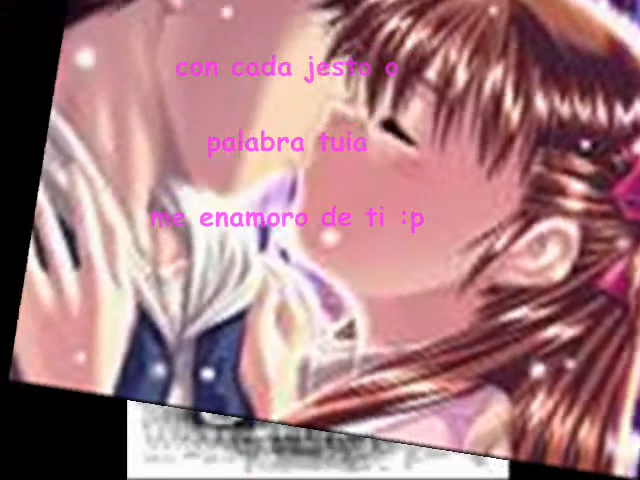 con cada jesto o
palabra tuia
me enamoro de ti :p